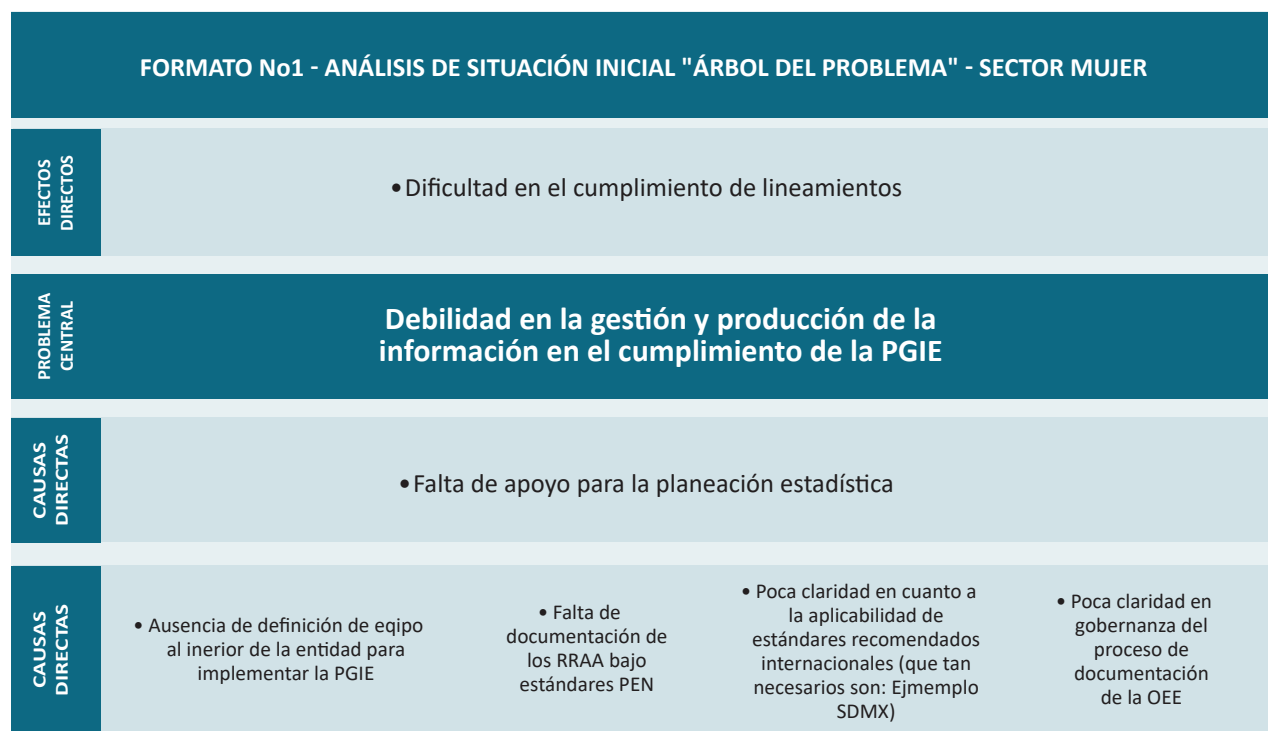 FORMATO No1 - ANÁLISIS DE SITUACIÓN INICIAL "ÁRBOL DEL PROBLEMA" - SECTOR MUJER
EFECTOS
DIRECTOS
• Dificultad en el cumplimiento de lineamientos
PROBLEMA
CENTRAL
Debilidad en la gestión y producción de la
información en el cumplimiento de la PGIE
CAUSAS
DIRECTAS
• Falta de apoyo para la planeación estadística
CAUSAS
DIRECTAS
• Ausencia de definición de eqipo
al inerior de la entidad para
implementar la PGIE
• Falta de
documentación de
los RRAA bajo
estándares PEN
• Poca claridad en cuanto a
la aplicabilidad de
estándares recomendados
internacionales (que tan
necesarios son: Ejmemplo
SDMX)
• Poca claridad en
gobernanza del
proceso de
documentación
de la OEE